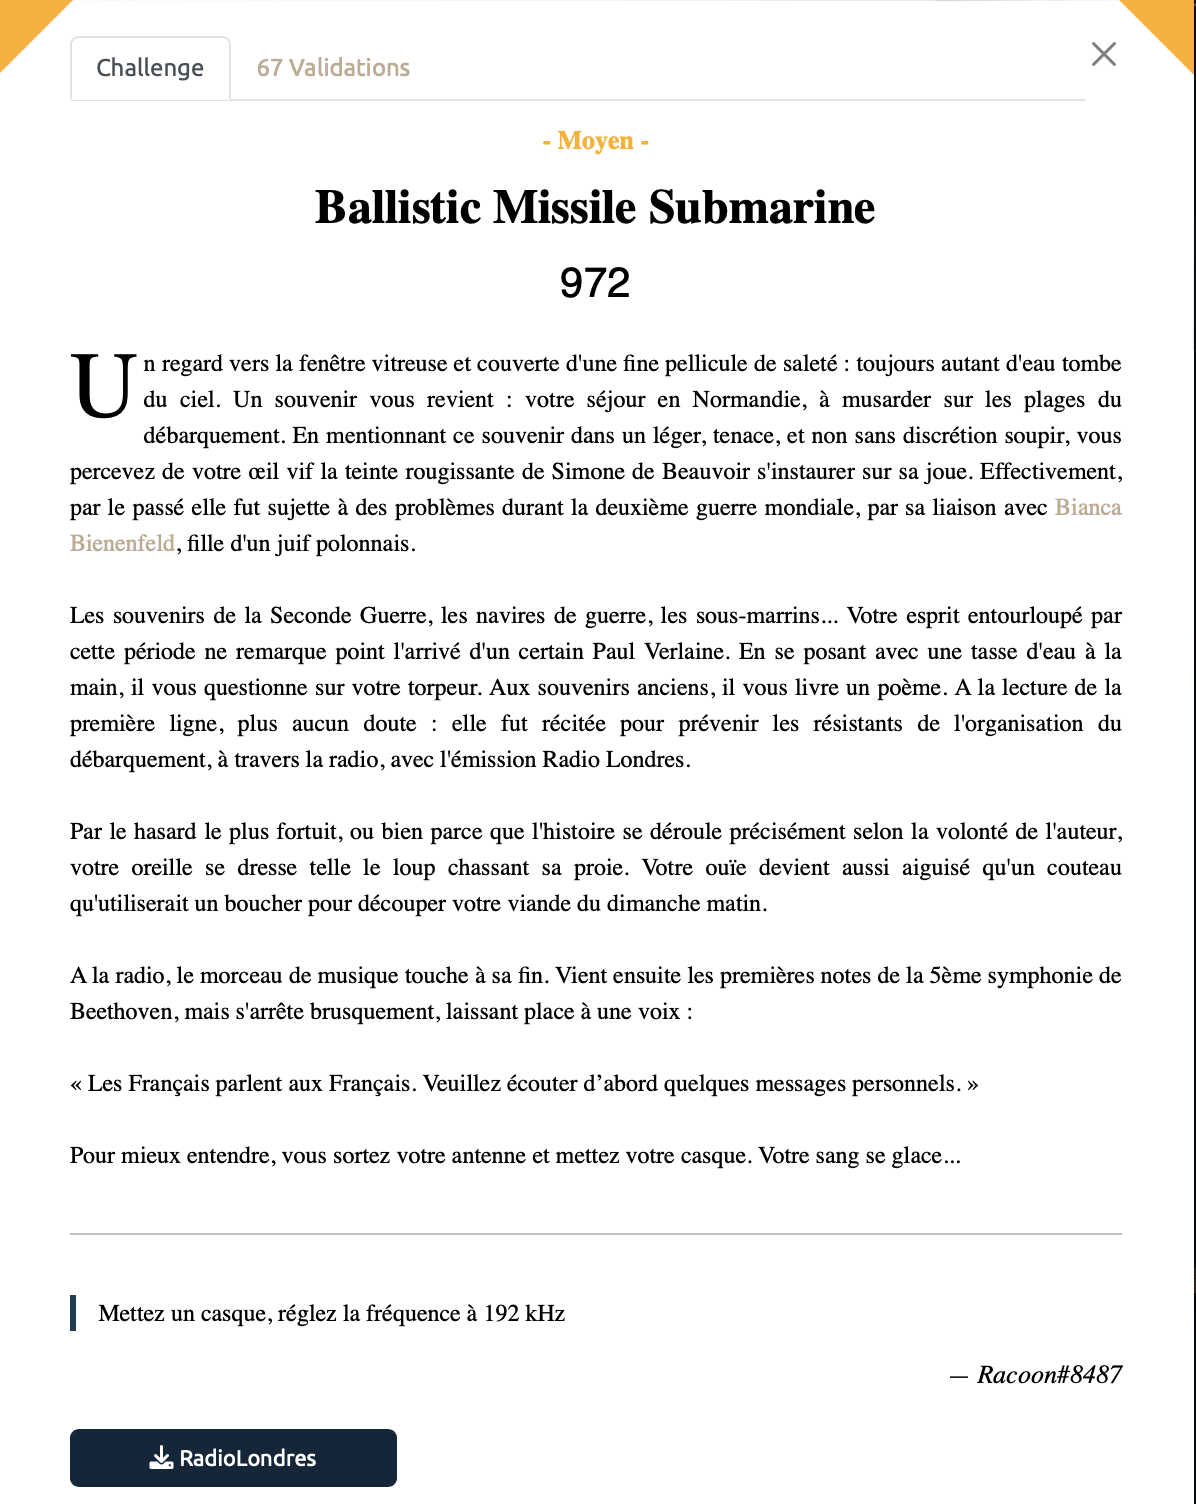 Challenge
67 Validations
- Moyen -
Ballistic Missile Submarine
972
Un regard vers la fenêtre vitreuse et couverte d'une fine pellicule de saleté : toujours autant d'eau tombe
du ciel. Un souvenir vous revient : votre séjour en Normandie, à musarder sur les plages du
débarquement. En mentionnant ce souvenir dans un léger, tenace, et non sans discrétion soupir, vous
percevez de votre œil vif la teinte rougissante de Simone de Beauvoir s'instaurer sur sa joue. Effectivement,
par le passé elle fut sujette à des problèmes durant la deuxième guerre mondiale, par sa liaison avec Bianca
Bienenfeld, fille d'un juif polonnais.
Les souvenirs de la Seconde Guerre, les navires de guerre, les sous-marrins... Votre esprit entourloupé par
cette période ne remarque point l'arrivé d'un certain Paul Verlaine. En se posant avec une tasse d'eau à la
main, il vous questionne sur votre torpeur. Aux souvenirs anciens, il vous livre un poème. A la lecture de la
première ligne, plus aucun doute : elle fut récitée pour prévenir les résistants de l'organisation du
débarquement, à travers la radio, avec l'émission Radio Londres.
Par le hasard le plus fortuit, ou bien parce que l'histoire se déroule précisément selon la volonté de l'auteur,
votre oreille se dresse telle le loup chassant sa proie. Votre ouïe devient aussi aiguisé qu'un couteau
qu'utiliserait un boucher pour découper votre viande du dimanche matin.
A la radio, le morceau de musique touche à sa fin. Vient ensuite les premières notes de la 5ème symphonie de
Beethoven, mais s'arrête brusquement, laissant place à une voix :
« Les Français parlent aux Français. Veuillez écouter d’abord quelques messages personnels. »
Pour mieux entendre, vous sortez votre antenne et mettez votre casque. Votre sang se glace...
Mettez un casque, réglez la fréquence à 192 kHz
— Racoon#8487
RadioLondres